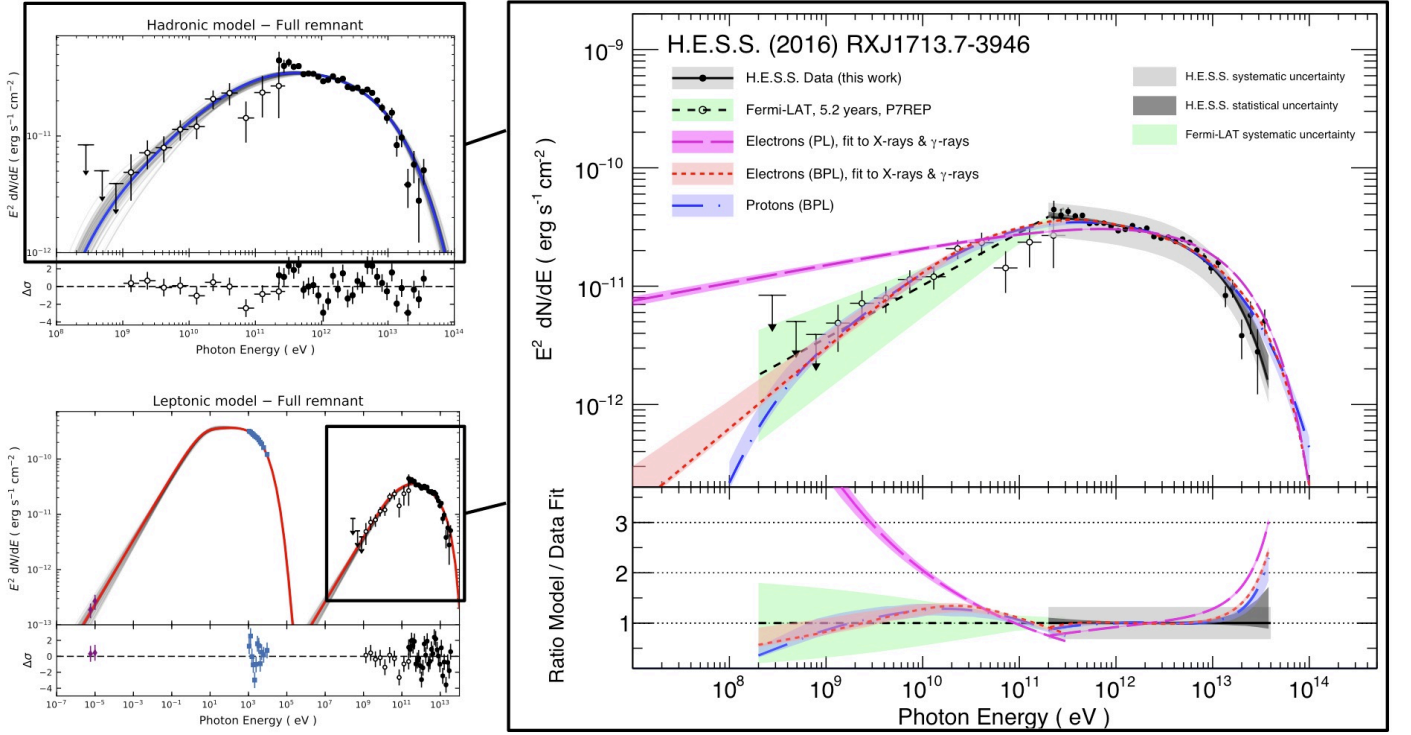 Hadronic model − Full remnant
E² dN/dE ( erg s⁻¹ cm⁻²)
10⁻¹¹
10⁻¹²
Δσ
2
0
−2
−4
10⁸ 10⁹ 10¹⁰ 10¹¹ 10¹² 10¹³ 10¹⁴
Photon Energy ( eV )
Leptonic model − Full remnant
E² dN/dE ( erg s⁻¹ cm⁻²)
10⁻¹⁰
10⁻¹¹
10⁻¹²
10⁻¹³
Δσ
2
0
−2
−4
10⁻⁷ 10⁻⁵ 10⁻³ 10⁻¹ 10¹ 10³ 10⁵ 10⁷ 10⁹ 10¹¹ 10¹³
Photon Energy ( eV )
H.E.S.S. (2016) RXJ1713.7-3946
H.E.S.S. Data (this work)
Fermi-LAT, 5.2 years, P7REP
Electrons (PL), fit to X-rays & γ-rays
Electrons (BPL), fit to X-rays & γ-rays
Protons (BPL)
H.E.S.S. systematic uncertainty
H.E.S.S. statistical uncertainty
Fermi-LAT systematic uncertainty
E² dN/dE ( erg s⁻¹ cm⁻²)
10⁻⁹
10⁻¹⁰
10⁻¹¹
10⁻¹²
Ratio Model / Data Fit
3
2
1
10⁸ 10⁹ 10¹⁰ 10¹¹ 10¹² 10¹³ 10¹⁴
Photon Energy ( eV )